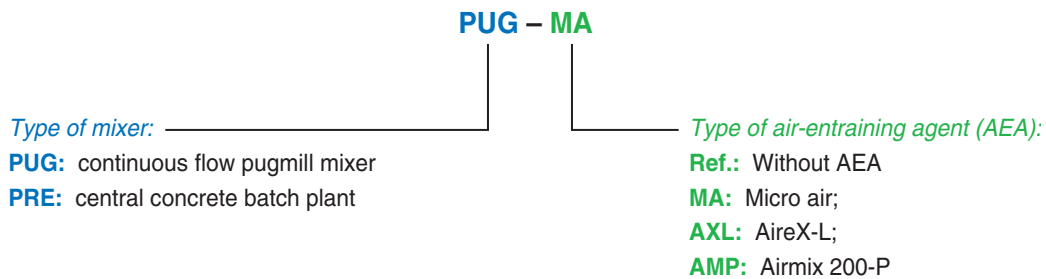 PUG – MA
Type of mixer:
PUG: continuous flow pugmill mixer
PRE: central concrete batch plant
Type of air-entraining agent (AEA):
Ref.: Without AEA
MA: Micro air;
AXL: AireX-L;
AMP: Airmix 200-P